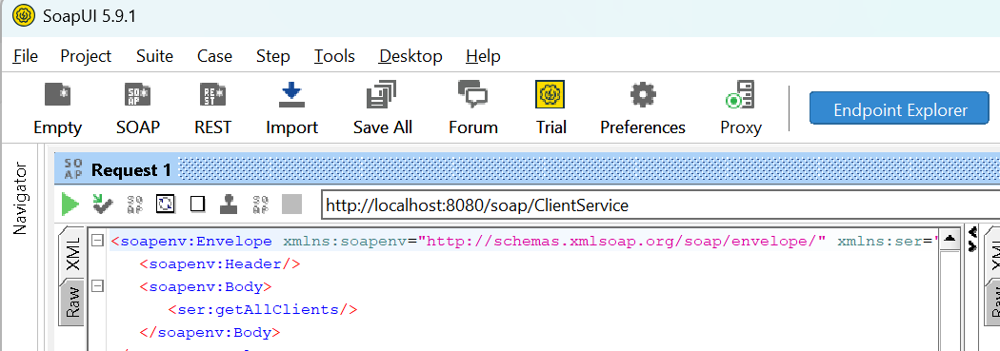 SoapUI 5.9.1
File Project Suite Case Step Tools Desktop Help
Empty SOAP REST Import Save All Forum Trial Preferences Proxy Endpoint Explorer
Navigator
Request 1
http://localhost:8080/soap/ClientService
XML
Raw
<soapenv:Envelope xmlns:soapenv="http://schemas.xmlsoap.org/soap/envelope/" xmlns:ser="
<soapenv:Header/>
<soapenv:Body>
<ser:getAllClients/>
</soapenv:Body>